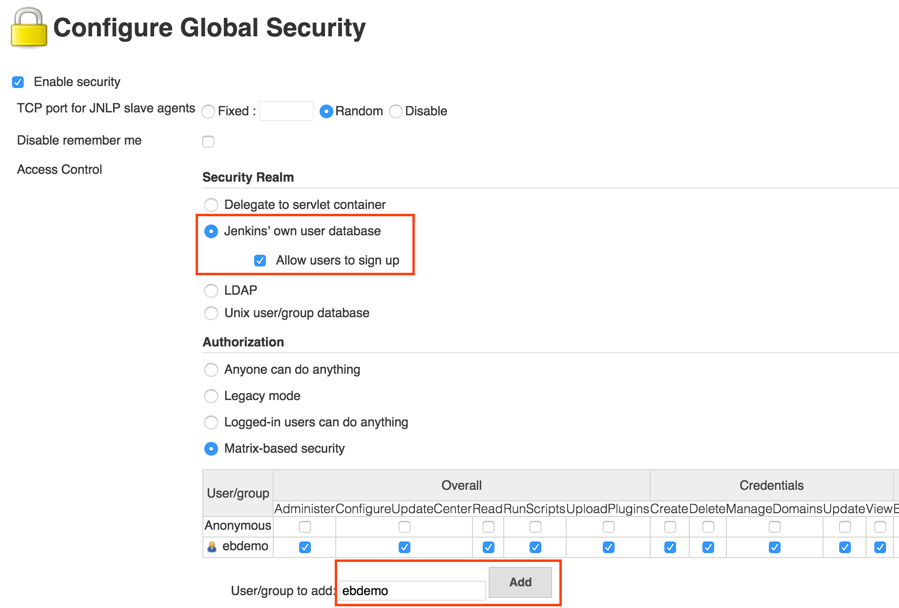 Configure Global Security
Enable security
TCP port for JNLP slave agents Fixed : Random Disable
Disable remember me
Access Control
Security Realm
Delegate to servlet container
Jenkins' own user database
Allow users to sign up
LDAP
Unix user/group database
Authorization
Anyone can do anything
Legacy mode
Logged-in users can do anything
Matrix-based security
User/group Overall Credentials
Administer ConfigureUpdateCenter Read RunScripts UploadPlugins Create Delete ManageDomains Update View
Anonymous
ebdemo
User/group to add: ebdemo Add